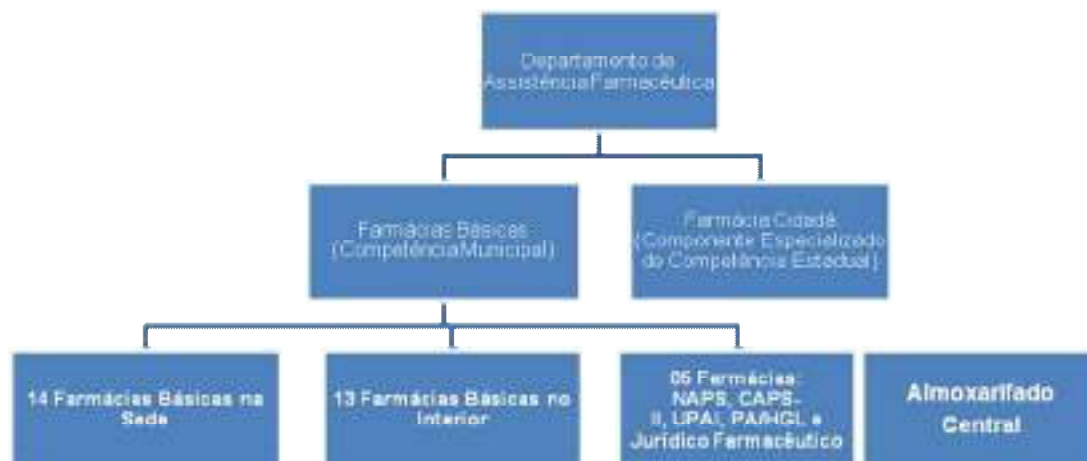 Departamento de
Assistência Farmacêutica
Farmácias Básicas
(Competência Municipal)
Farmácia Cidadã
(Componente Especializado
de Competência Estadual)
14 Farmácias Básicas na
Sede
13 Farmácias Básicas no
Interior
05 Farmácias:
NAPS, CAPS-
II, UPAI, PA/HGL e
Jurídico Farmacêutico
Almoxarifado
Central